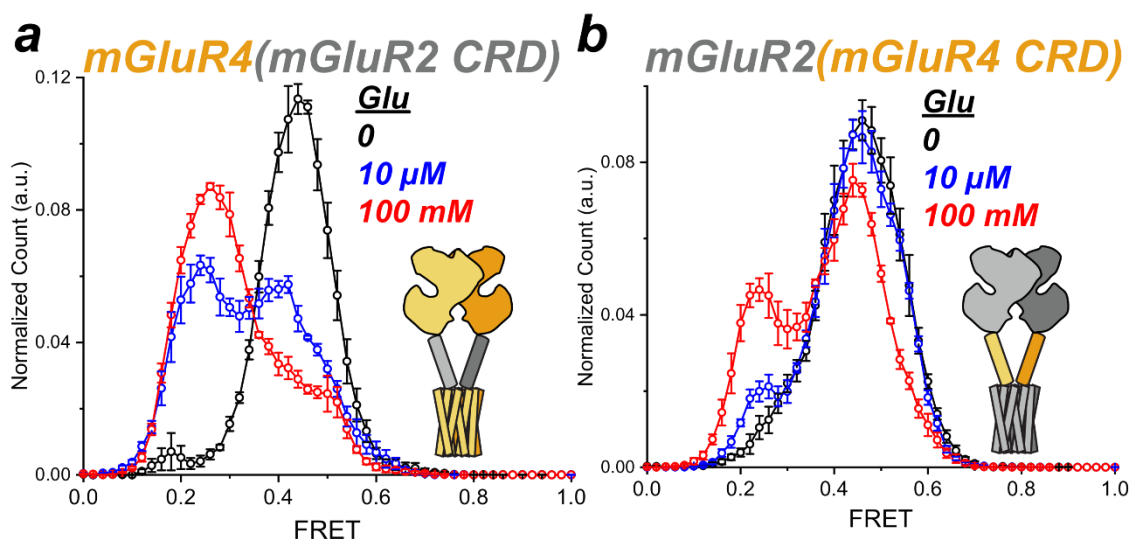 a
mGluR4(mGluR2 CRD)
Glu
0
10 µM
100 mM
0.12
0.08
0.04
0.00
Normalized Count (a.u.)
0.0 0.2 0.4 0.6 0.8 1.0
FRET
b
mGluR2(mGluR4 CRD)
Glu
0
10 µM
100 mM
0.08
0.04
0.00
Normalized Count (a.u.)
0.0 0.2 0.4 0.6 0.8 1.0
FRET